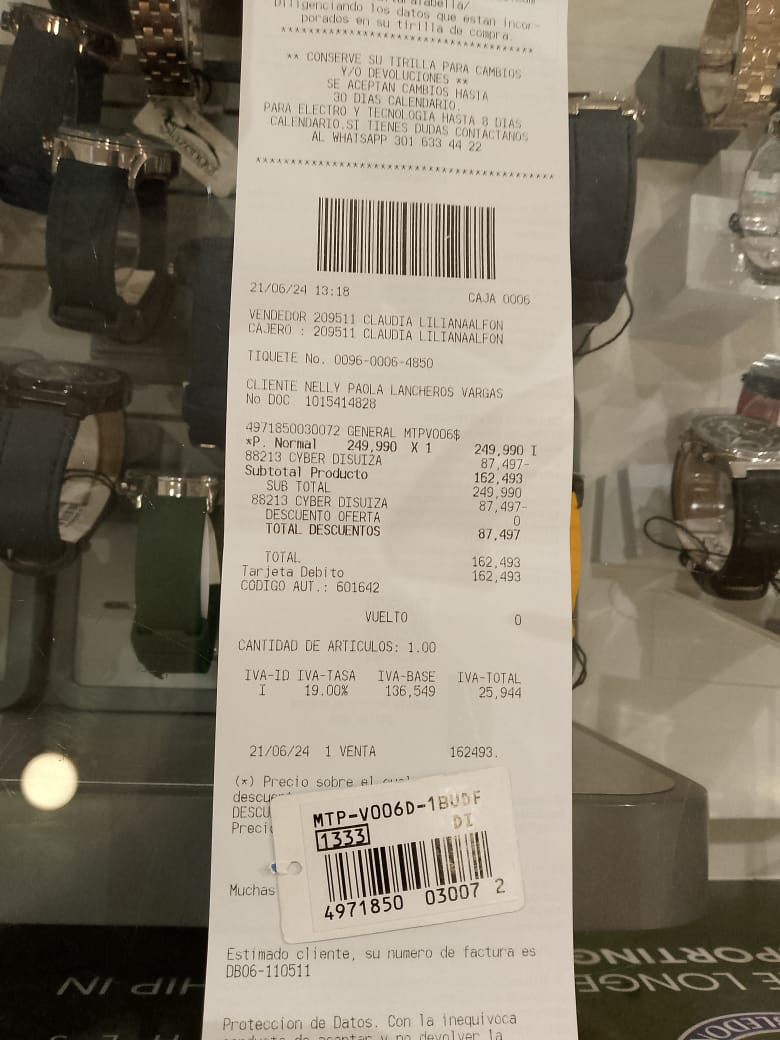 Diligenciando los datos que estan incor-
porados en su tirilla de compra.
****************************************
** CONSERVE SU TIRILLA PARA CAMBIOS
Y/O DEVOLUCIONES **
SE ACEPTAN CAMBIOS HASTA
30 DIAS CALENDARIO.
PARA ELECTRO Y TECNOLOGIA HASTA 8 DIAS
CALENDARIO.SI TIENES DUDAS CONTACTANOS
AL WHATSAPP 301 633 44 22
****************************************
21/06/24 13:18 CAJA 0006
VENDEDOR 209511 CLAUDIA LILIANAALFON
CAJERO : 209511 CLAUDIA LILIANAALFON
TIQUETE No. 0096-0006-4850
CLIENTE NELLY PAOLA LANCHEROS VARGAS
No DOC 1015414828
4971850030072 GENERAL MTPV006$
*P. Normal 249,990 X 1 249,990 I
88213 CYBER DISUIZA 87,497-
Subtotal Producto 162,493
SUB TOTAL 249,990
88213 CYBER DISUIZA 87,497-
DESCUENTO OFERTA 0
TOTAL DESCUENTOS 87,497
TOTAL 162,493
Tarjeta Debito 162,493
CODIGO AUT.: 601642
VUELTO 0
CANTIDAD DE ARTICULOS: 1.00
IVA-ID IVA-TASA IVA-BASE IVA-TOTAL
I 19.00% 136,549 25,944
21/06/24 1 VENTA 162493.
(*) Precio sobre el
MTP-V006D-1BUDF
DI
1333
4971850 03007 2
Muchas
Estimado cliente, su numero de factura es
DB06-110511
Proteccion de Datos. Con la inequivoca